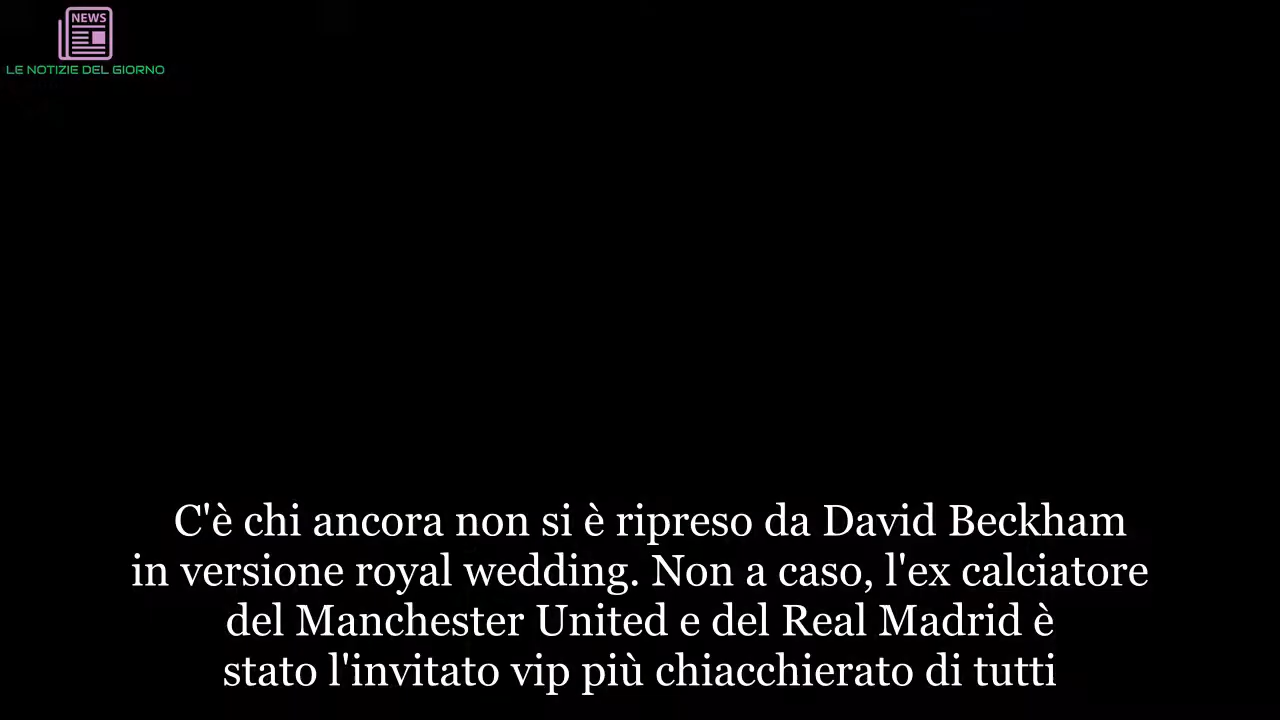 NEWS
LE NOTIZIE DEL GIORNO
C'è chi ancora non si è ripreso da David Beckham
in versione royal wedding. Non a caso, l'ex calciatore
del Manchester United e del Real Madrid è
stato l'invitato vip più chiacchierato di tutti